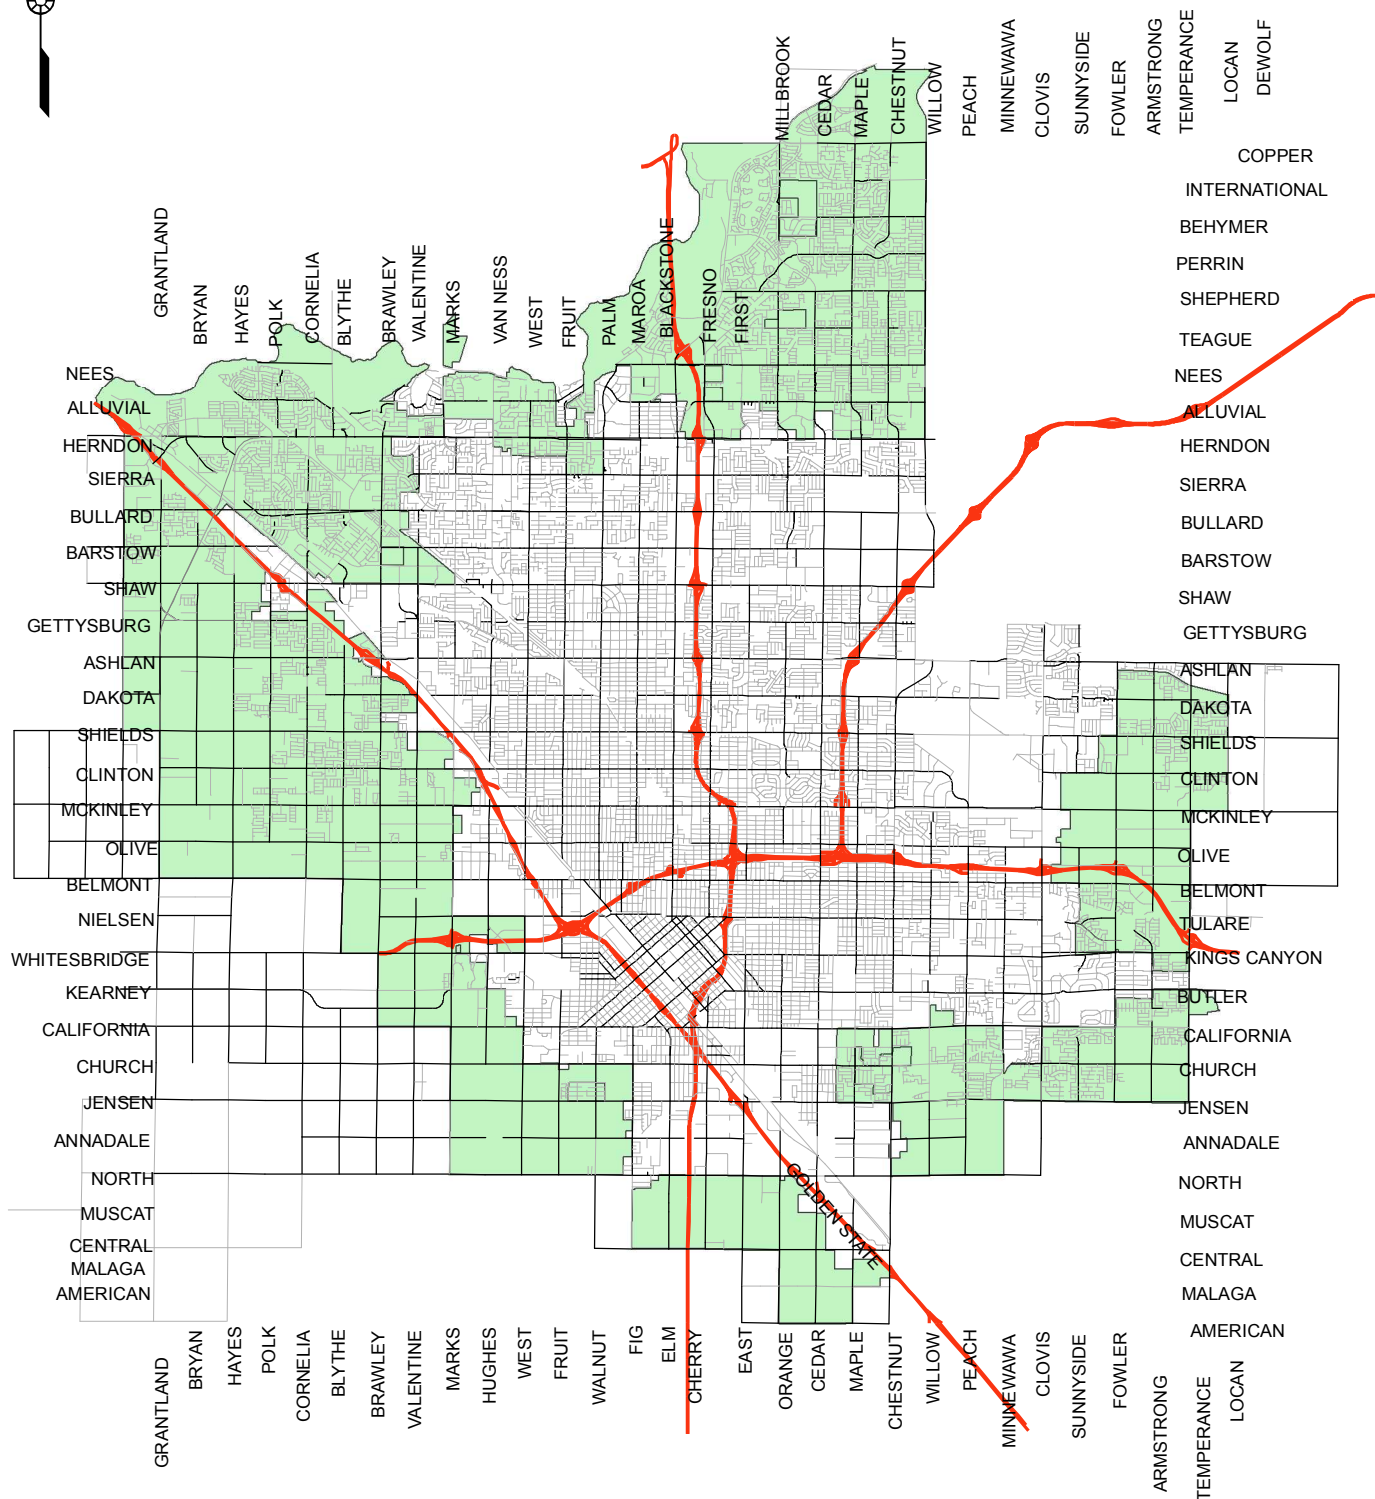 MILLBROOK
CEDAR
MAPLE
CHESTNUT
WILLOW
PEACH
MINNEWAWA
CLOVIS
SUNNYSIDE
FOWLER
ARMSTRONG
TEMPERANCE
LOCAN
DEWOLF
GRANTLAND
BRYAN
HAYES
POLK
CORNELIA
BLYTHE
BRAWLEY
VALENTINE
MARKS
VAN NESS
WEST
FRUIT
PALM
MAROA
BLACKSTONE
FRESNO
FIRST
COPPER
INTERNATIONAL
BEHYMER
PERRIN
SHEPHERD
TEAGUE
NEES
ALLUVIAL
HERNDON
SIERRA
BULLARD
BARSTOW
SHAW
GETTYSBURG
ASHLAN
DAKOTA
SHIELDS
CLINTON
MCKINLEY
OLIVE
BELMONT
TULARE
KINGS CANYON
BUTLER
CALIFORNIA
CHURCH
JENSEN
ANNADALE
NORTH
MUSCAT
CENTRAL
MALAGA
AMERICAN
NEES
ALLUVIAL
HERNDON
SIERRA
BULLARD
BARSTOW
SHAW
GETTYSBURG
ASHLAN
DAKOTA
SHIELDS
CLINTON
MCKINLEY
OLIVE
BELMONT
NIELSEN
WHITESBRIDGE
KEARNEY
CALIFORNIA
CHURCH
JENSEN
ANNADALE
NORTH
MUSCAT
CENTRAL
MALAGA
AMERICAN
GOLDEN STATE
GRANTLAND
BRYAN
HAYES
POLK
CORNELIA
BLYTHE
BRAWLEY
VALENTINE
MARKS
HUGHES
WEST
FRUIT
WALNUT
FIG
ELM
CHERRY
EAST
ORANGE
CEDAR
MAPLE
CHESTNUT
WILLOW
PEACH
MINNEWAWA
CLOVIS
SUNNYSIDE
FOWLER
ARMSTRONG
TEMPERANCE
LOCAN